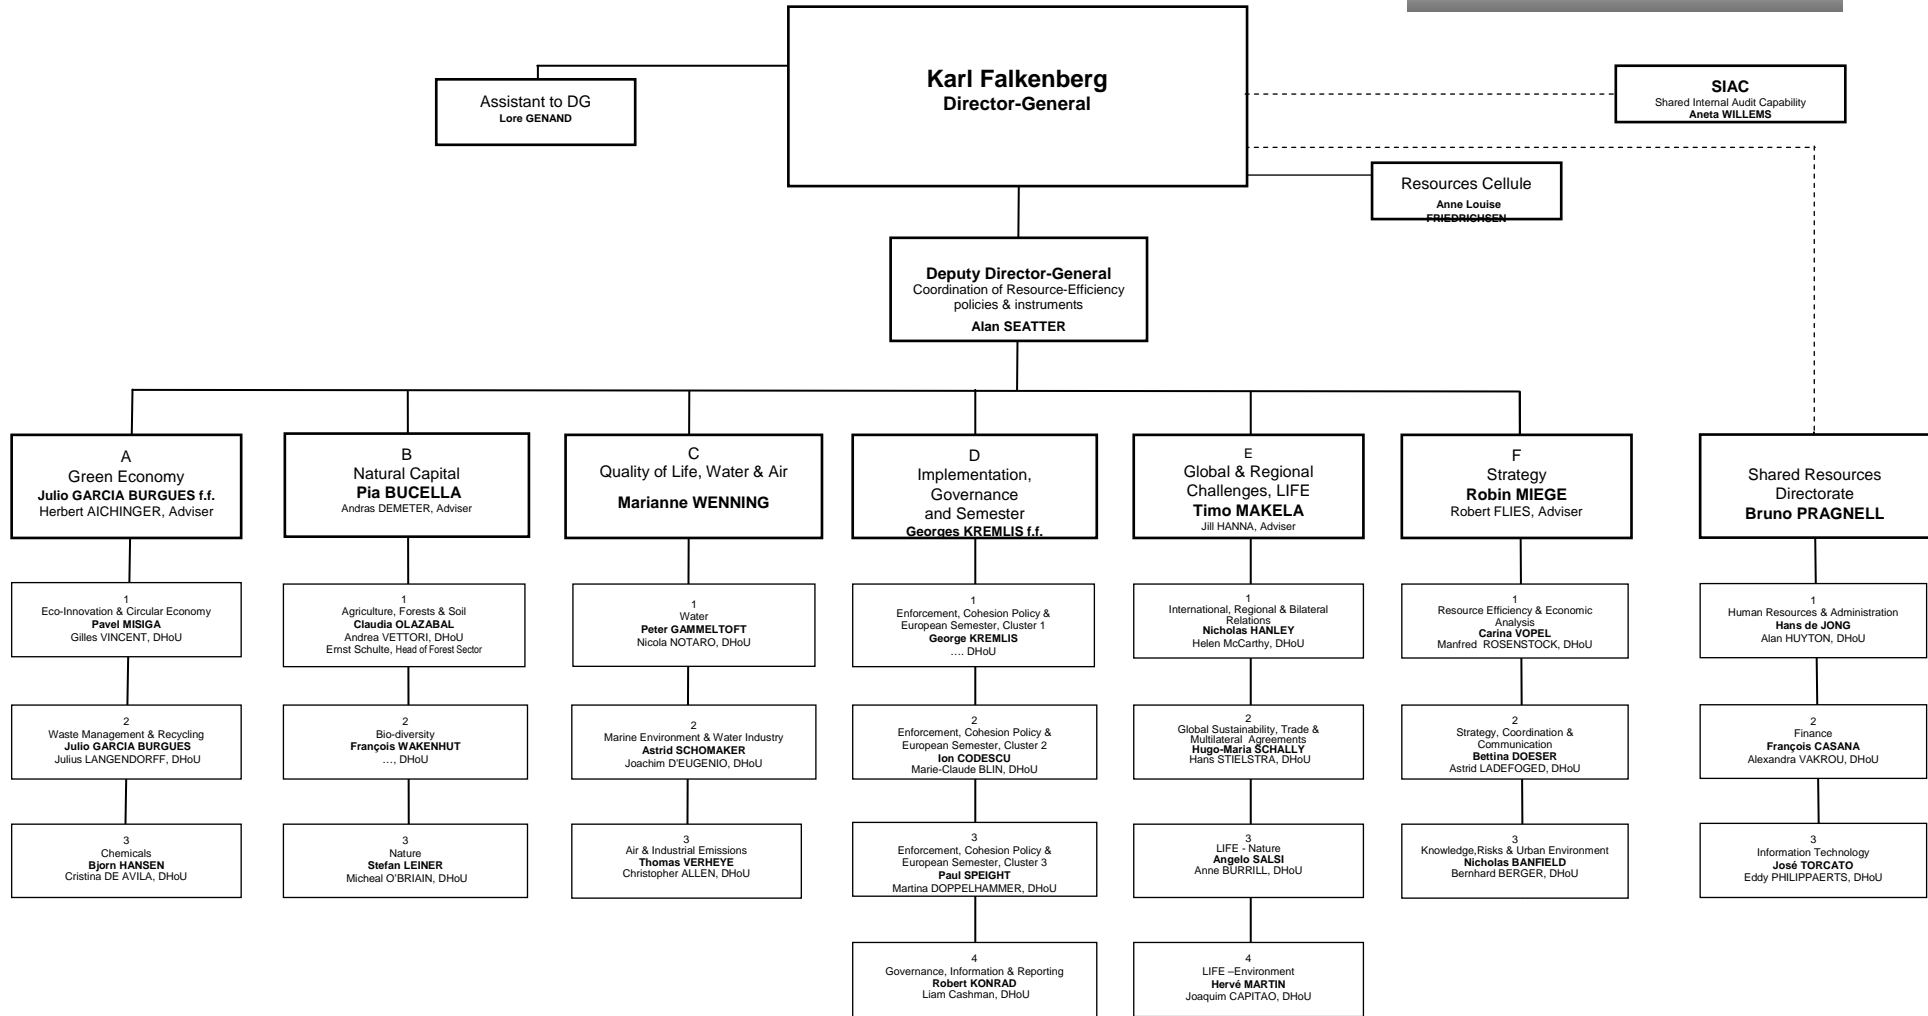 Karl Falkenberg
Director-General
Assistant to DG
Lore GENAND
SIAC
Shared Internal Audit Capability
Aneta WILLEMS
Resources Cellule
Anne Louise
FRIEDRICHSEN
Deputy Director-General
Coordination of Resource-Efficiency
policies & instruments
Alan SEATTER
A
Green Economy
Julio GARCIA BURGUES f.f.
Herbert AICHINGER, Adviser
1
Eco-Innovation & Circular Economy
Pavel MISIGA
Gilles VINCENT, DHoU
2
Waste Management & Recycling
Julio GARCIA BURGUES
Julius LANGENDORFF, DHoU
3
Chemicals
Bjorn HANSEN
Cristina DE AVILA, DHoU
B
Natural Capital
Pia BUCELLA
Andras DEMETER, Adviser
1
Agriculture, Forests & Soil
Claudia OLAZABAL
Andrea VETTORI, DHoU
Ernst Schulte, Head of Forest Sector
2
Bio-diversity
François WAKENHUT
…, DHoU
3
Nature
Stefan LEINER
Micheal O'BRIAIN, DHoU
C
Quality of Life, Water & Air
Marianne WENNING
1
Water
Peter GAMMELTOFT
Nicola NOTARO, DHoU
2
Marine Environment & Water Industry
Astrid SCHOMAKER
Joachim D'EUGENIO, DHoU
3
Air & Industrial Emissions
Thomas VERHEYE
Christopher ALLEN, DHoU
D
Implementation,
Governance
and Semester
Georges KREMLIS f.f.
1
Enforcement, Cohesion Policy &
European Semester, Cluster 1
George KREMLIS
…. DHoU
2
Enforcement, Cohesion Policy &
European Semester, Cluster 2
Ion CODESCU
Marie-Claude BLIN, DHoU
3
Enforcement, Cohesion Policy &
European Semester, Cluster 3
Paul SPEIGHT
Martina DOPPELHAMMER, DHoU
4
Governance, Information & Reporting
Robert KONRAD
Liam Cashman, DHoU
E
Global & Regional
Challenges, LIFE
Timo MAKELA
Jill HANNA, Adviser
1
International, Regional & Bilateral
Relations
Nicholas HANLEY
Helen McCarthy, DHoU
2
Global Sustainability, Trade &
Multilateral Agreements
Hugo-Maria SCHALLY
Hans STIELSTRA, DHoU
3
LIFE - Nature
Angelo SALSI
Anne BURRILL, DHoU
4
LIFE –Environment
Hervé MARTIN
Joaquim CAPITAO, DHoU
F
Strategy
Robin MIEGE
Robert FLIES, Adviser
1
Resource Efficiency & Economic
Analysis
Carina VOPEL
Manfred ROSENSTOCK, DHoU
2
Strategy, Coordination &
Communication
Bettina DOESER
Astrid LADEFOGED, DHoU
3
Knowledge,Risks & Urban Environment
Nicholas BANFIELD
Bernhard BERGER, DHoU
Shared Resources
Directorate
Bruno PRAGNELL
1
Human Resources & Administration
Hans de JONG
Alan HUYTON, DHoU
2
Finance
François CASANA
Alexandra VAKROU, DHoU
3
Information Technology
José TORCATO
Eddy PHILIPPAERTS, DHoU